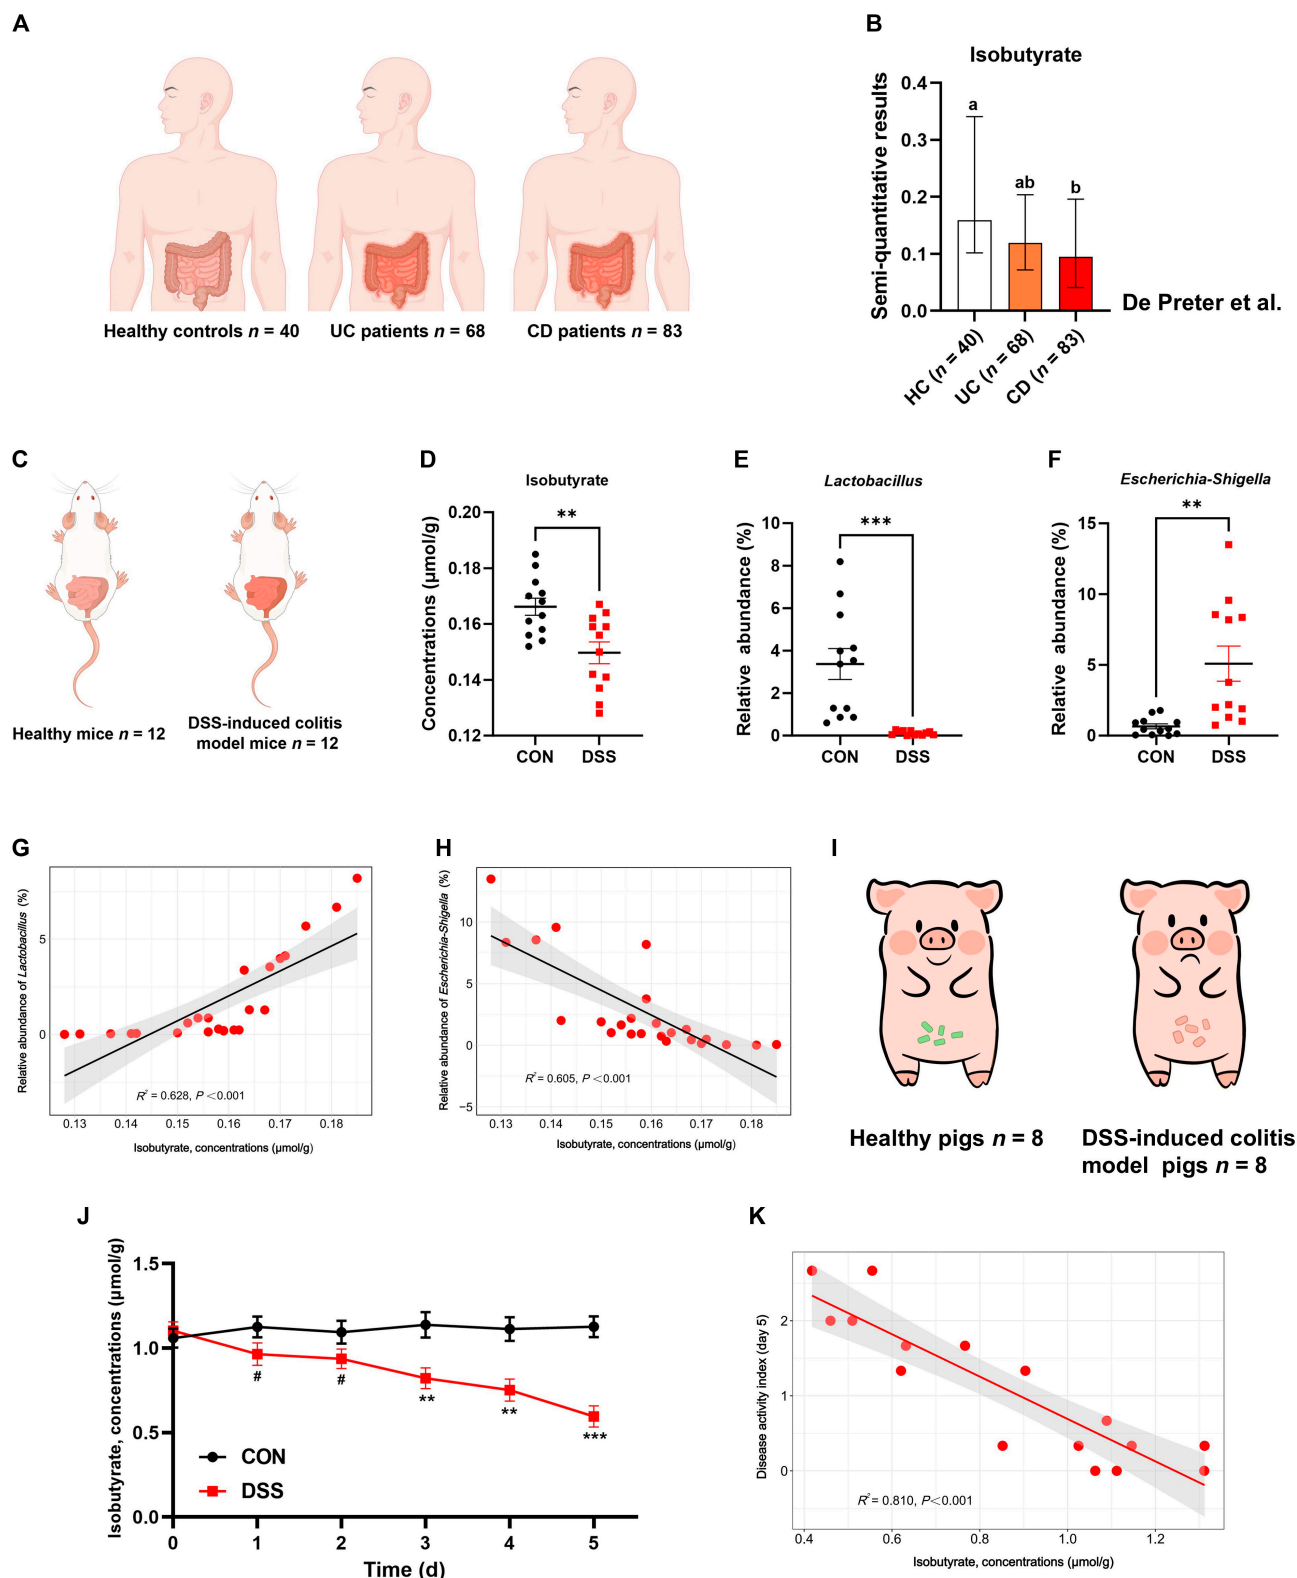 A
Healthy controls n = 40
UC patients n = 68
CD patients n = 83
B
Isobutyrate
Semi-quantitative results
0.4
0.3
0.2
0.1
0.0
a
ab
b
HC (n = 40)
UC (n = 68)
CD (n = 83)
De Preter et al.
C
Healthy mice n = 12
DSS-induced colitis
model mice n = 12
D
Isobutyrate
Concentrations (μmol/g)
0.20
0.18
0.16
0.14
0.12
**
CON
DSS
E
Lactobacillus
Relative abundance (%)
10
8
6
4
2
0
***
CON
DSS
F
Escherichia-Shigella
Relative abundance (%)
15
10
5
0
**
CON
DSS
G
Relative abundance of Lactobacillus (%)
5
0
R² = 0.628, P <0.001
0.13
0.14
0.15
0.16
0.17
0.18
Isobutyrate, concentrations (μmol/g)
H
Relative abundance of Escherichia-Shigella (%)
10
5
0
−5
R² = 0.605, P <0.001
0.13
0.14
0.15
0.16
0.17
0.18
Isobutyrate, concentrations (μmol/g)
I
Healthy pigs n = 8
DSS-induced colitis
model pigs n = 8
J
Isobutyrate, concentrations (μmol/g)
1.5
1.0
0.5
0.0
#
#
**
**
***
CON
DSS
0
1
2
3
4
5
Time (d)
K
Disease activity index (day 5)
2
1
0
R² = 0.810, P<0.001
0.4
0.6
0.8
1.0
1.2
Isobutyrate, concentrations (μmol/g)